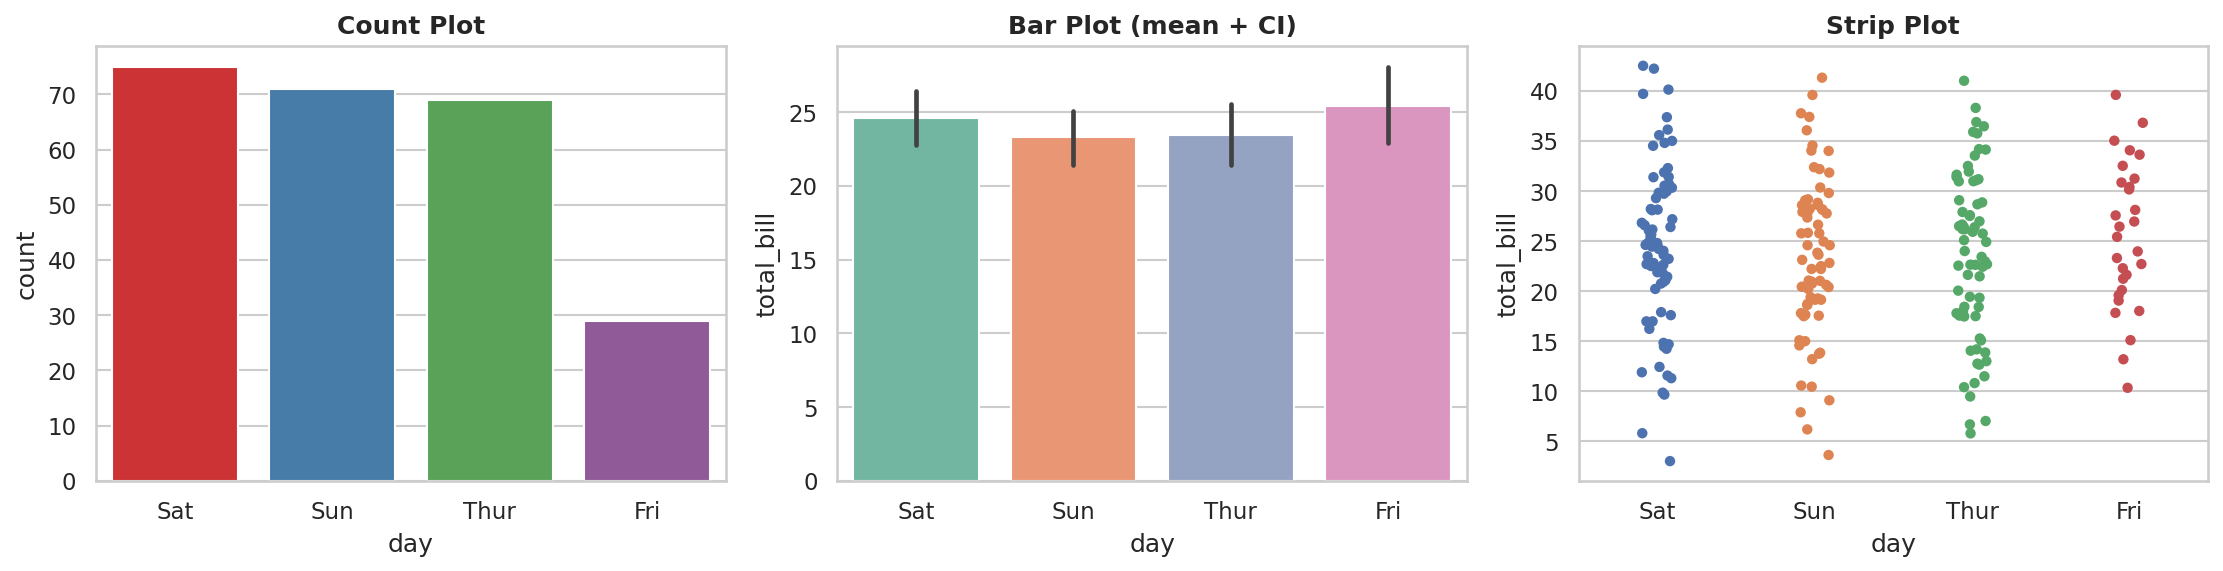 Count Plot
70
60
50
40
30
20
10
0
count
Sat Sun Thur Fri
day
Bar Plot (mean + CI)
25
20
15
10
5
0
total_bill
Sat Sun Thur Fri
day
Strip Plot
40
35
30
25
20
15
10
5
total_bill
Sat Sun Thur Fri
day